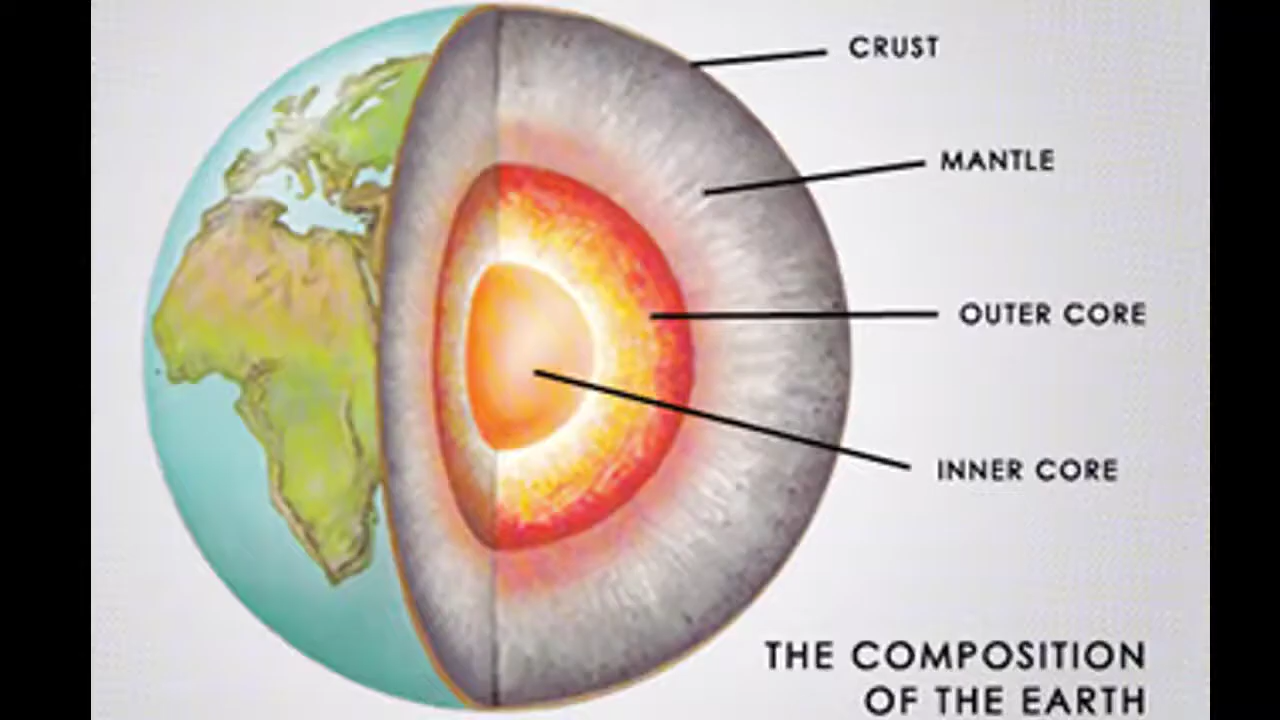 CRUST
MANTLE
OUTER CORE
INNER CORE
THE COMPOSITION
OF THE EARTH